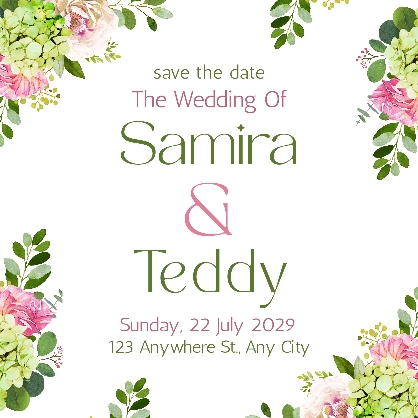 save the date
The Wedding Of
Samira
&
Teddy
Sunday, 22 July 2029
123 Anywhere St., Any City